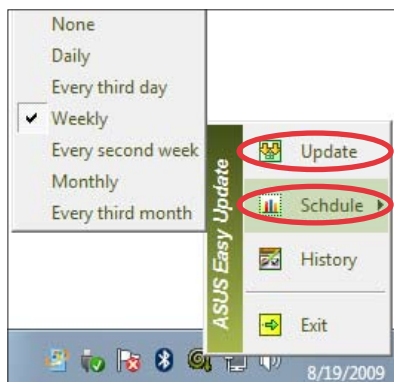 None
Daily
Every third day
Weekly
Every second week
Monthly
Every third month
ASUS Easy Update
Update
Schdule
History
Exit
8/19/2009